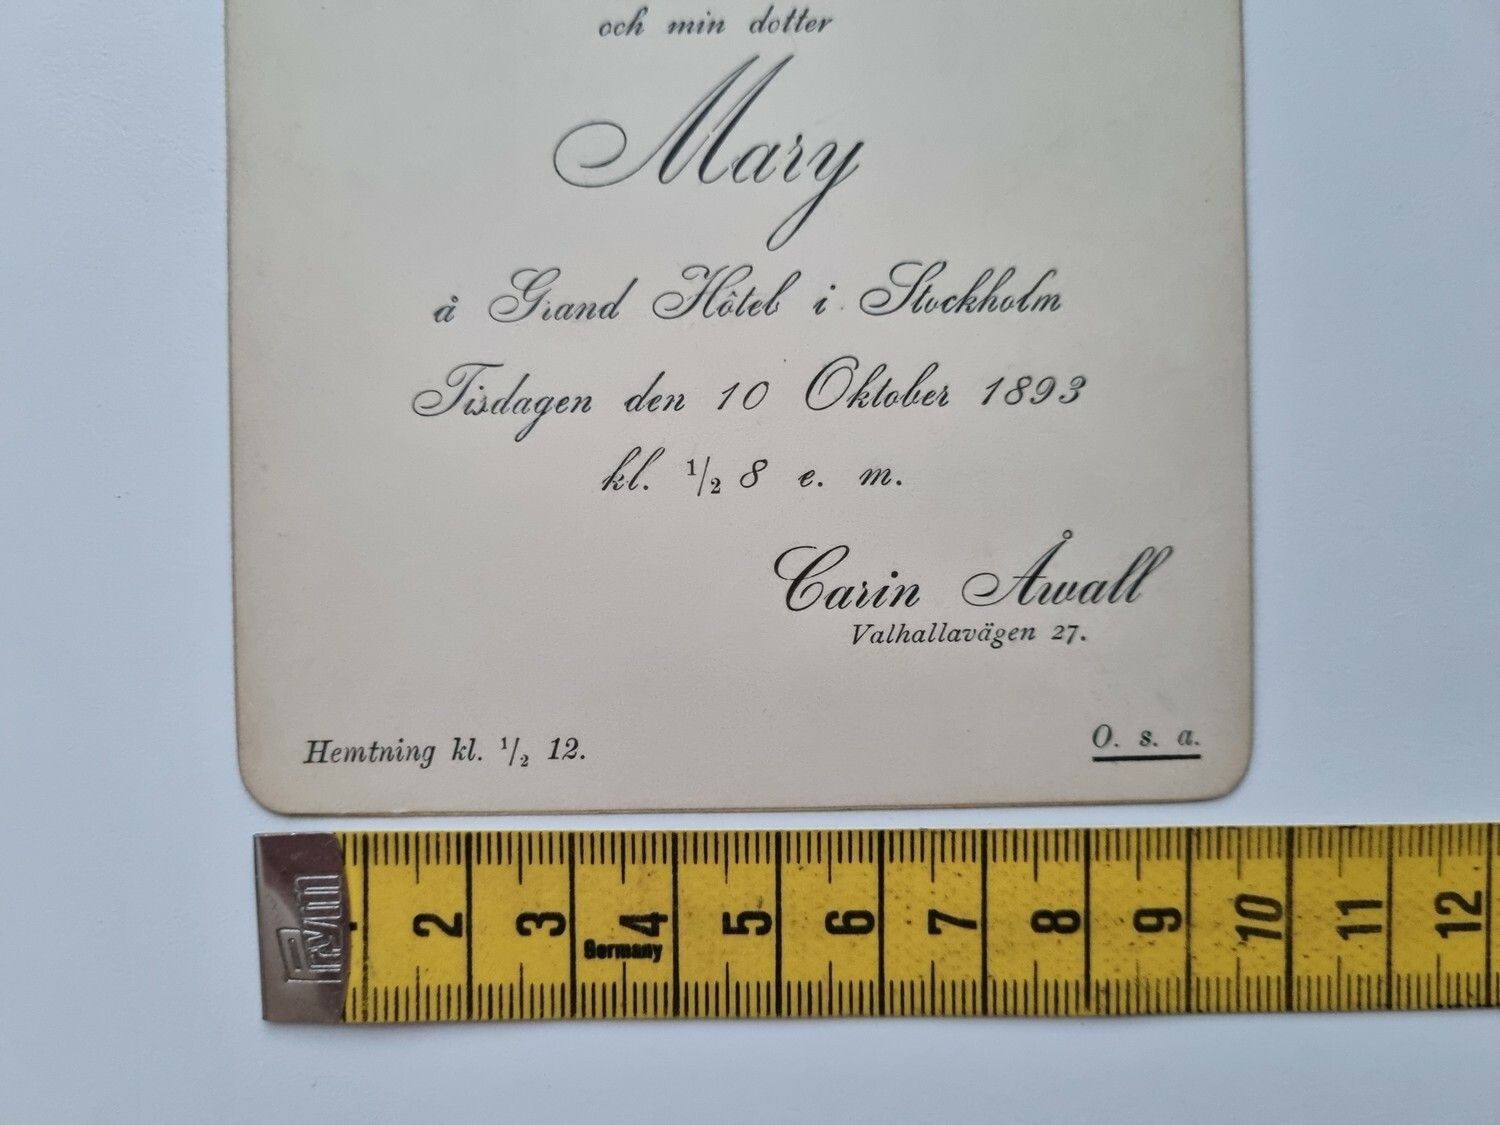 och min dotter
Mary
å Grand Hôtel i Stockholm
Tisdagen den 10 Oktober 1893
kl. 1/2 8 e. m.
Carin Åwall
Valhallavägen 27.
Hemtning kl. 1/2 12.
O. s. a.
Prym 2 3 4 5 6 7 8 9 10 11 12
Germany